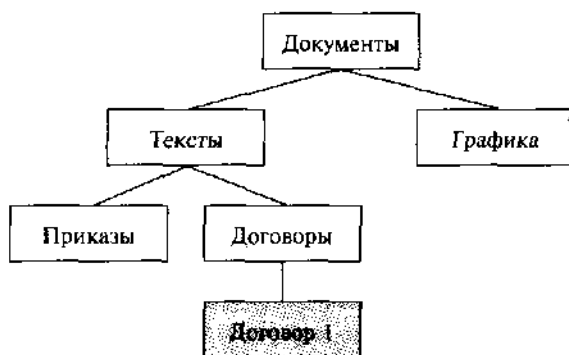 Документы
Тексты
Графика
Приказы
Договоры
Договор 1